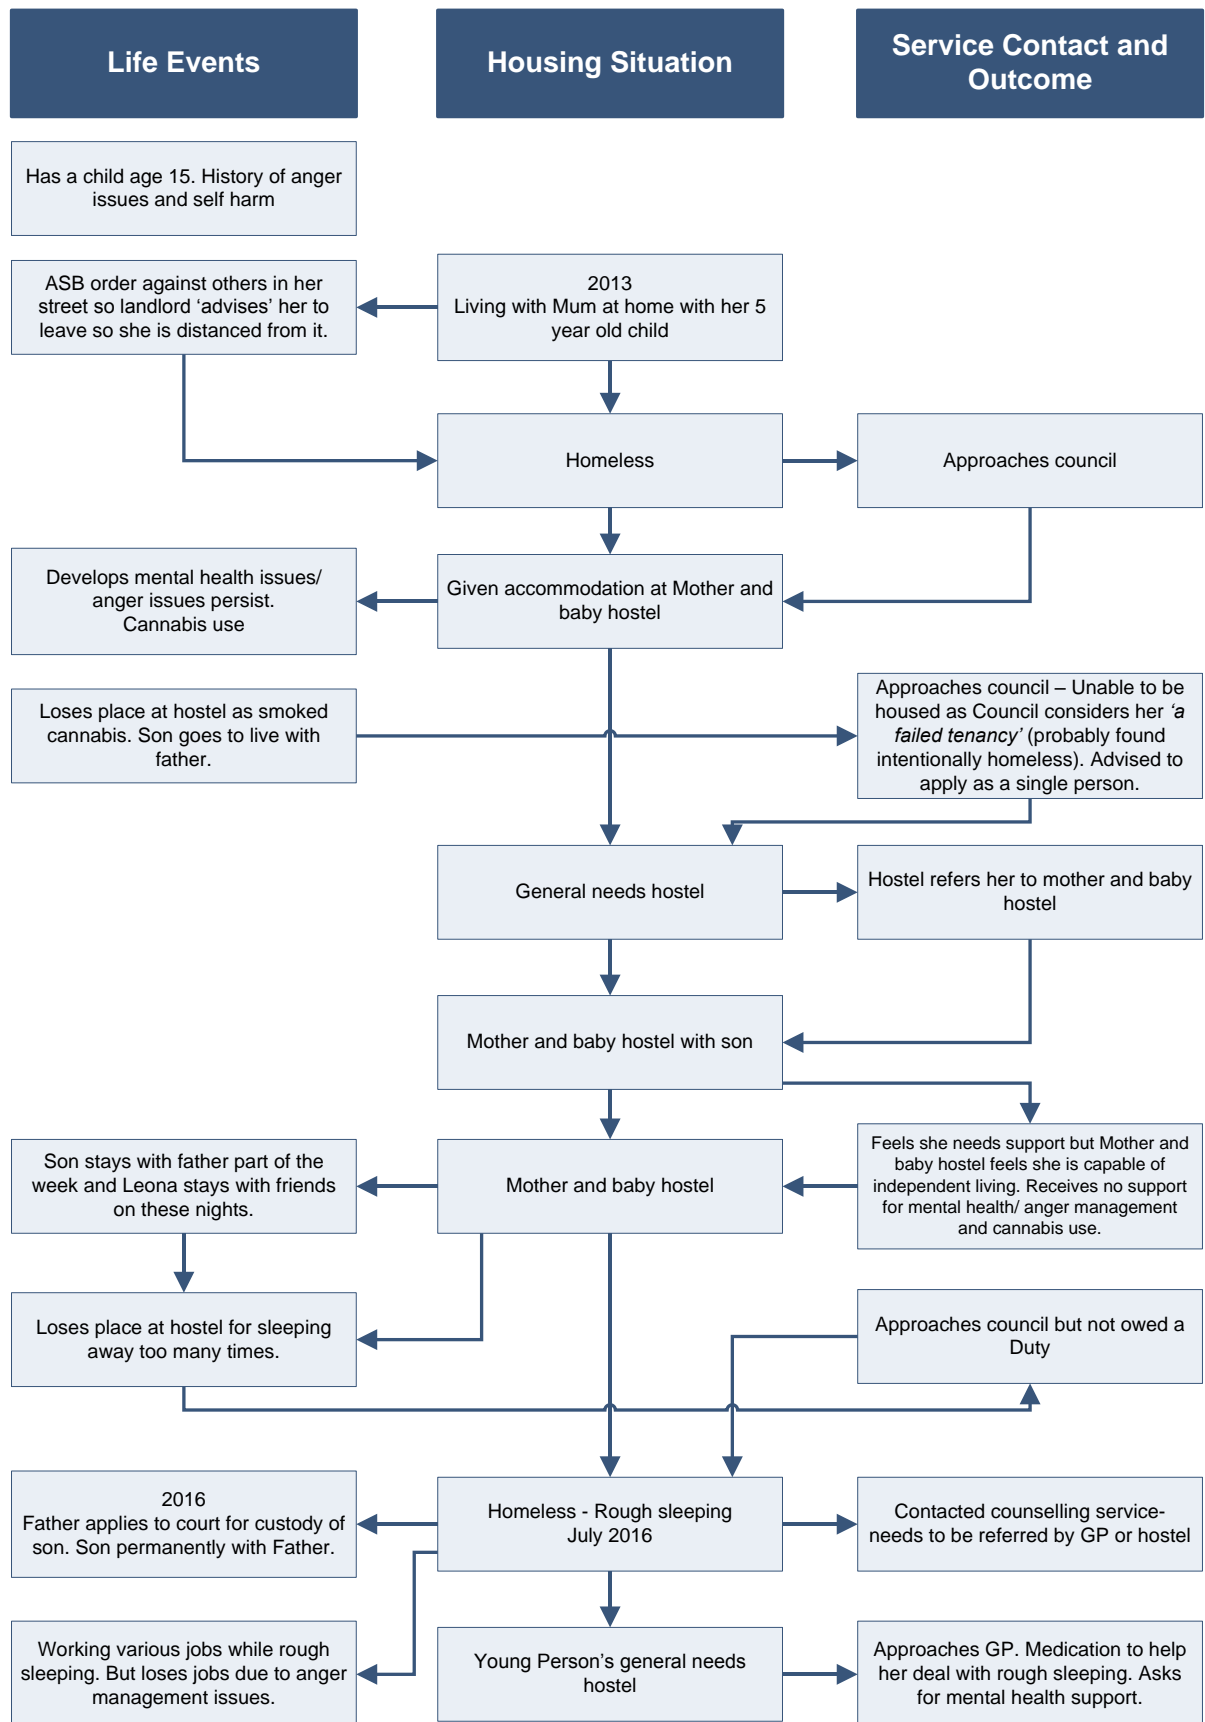 Life Events
Housing Situation
Service Contact and
Outcome
Has a child age 15. History of anger
issues and self harm
ASB order against others in her
street so landlord ‘advises’ her to
leave so she is distanced from it.
2013
Living with Mum at home with her 5
year old child
Homeless
Approaches council
Develops mental health issues/
anger issues persist.
Cannabis use
Given accommodation at Mother and
baby hostel
Loses place at hostel as smoked
cannabis. Son goes to live with
father.
Approaches council – Unable to be
housed as Council considers her ‘a
failed tenancy’ (probably found
intentionally homeless). Advised to
apply as a single person.
General needs hostel
Hostel refers her to mother and baby
hostel
Mother and baby hostel with son
Son stays with father part of the
week and Leona stays with friends
on these nights.
Mother and baby hostel
Feels she needs support but Mother and
baby hostel feels she is capable of
independent living. Receives no support
for mental health/ anger management
and cannabis use.
Loses place at hostel for sleeping
away too many times.
Approaches council but not owed a
Duty
2016
Father applies to court for custody of
son. Son permanently with Father.
Homeless - Rough sleeping
July 2016
Contacted counselling service-
needs to be referred by GP or hostel
Working various jobs while rough
sleeping. But loses jobs due to anger
management issues.
Young Person’s general needs
hostel
Approaches GP. Medication to help
her deal with rough sleeping. Asks
for mental health support.